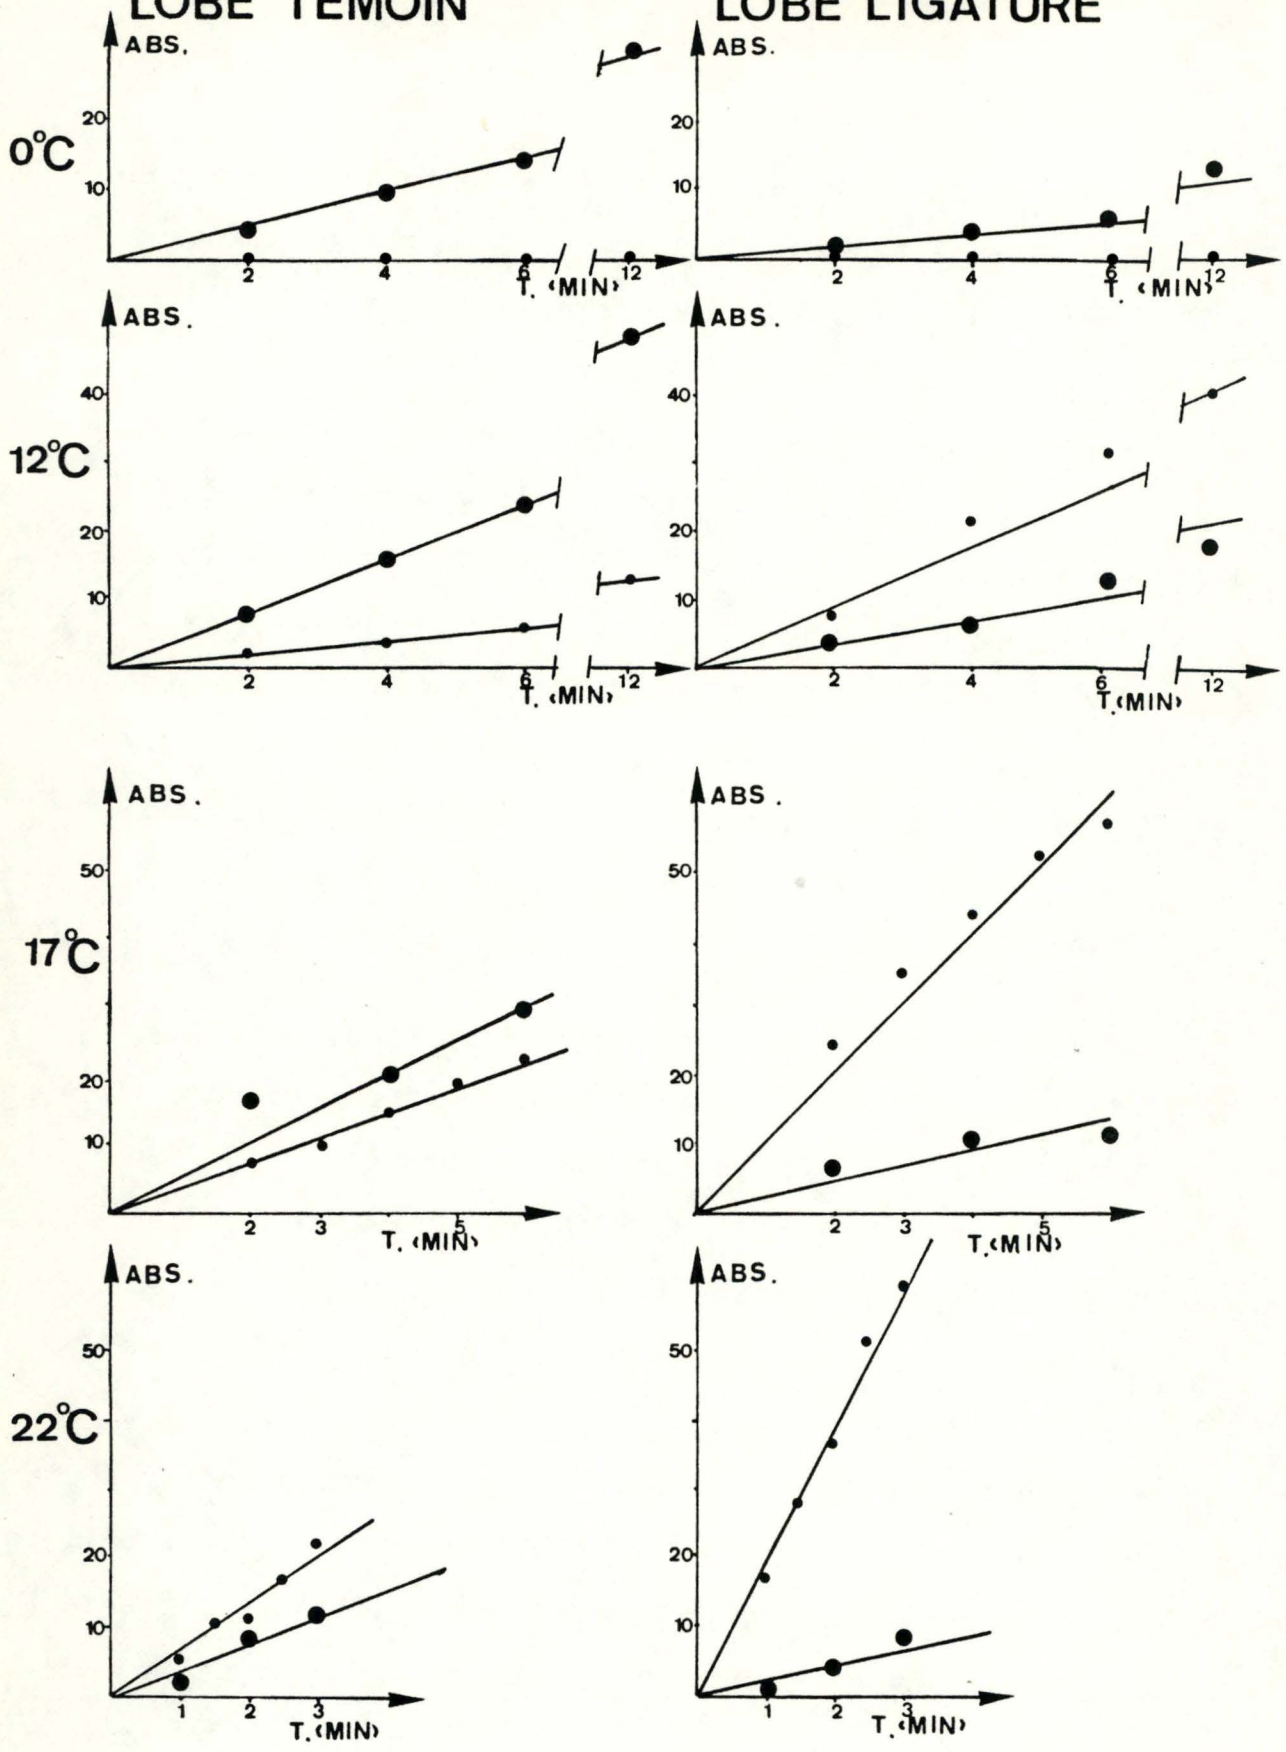 LOBE TEMOIN
LOBE LIGATURE
0°C
ABS.
20
10
2 4 6 12
T. (MIN)
ABS.
20
10
2 4 6 12
T. (MIN)
12°C
ABS.
40
20
10
2 4 6 12
T. (MIN)
ABS.
40
20
10
2 4 6 12
T. (MIN)
17°C
ABS.
50
20
10
2 3 5
T. (MIN)
ABS.
50
20
10
2 3 5
T. (MIN)
22°C
ABS.
50
20
10
1 2 3
T. (MIN)
ABS.
50
20
10
1 2 3
T. (MIN)